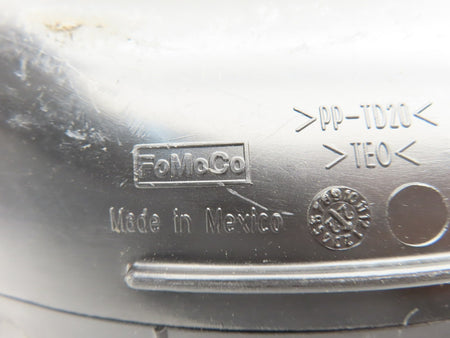 >PP-TD20<
>TEO<
FoMoCo
Made in Mexico